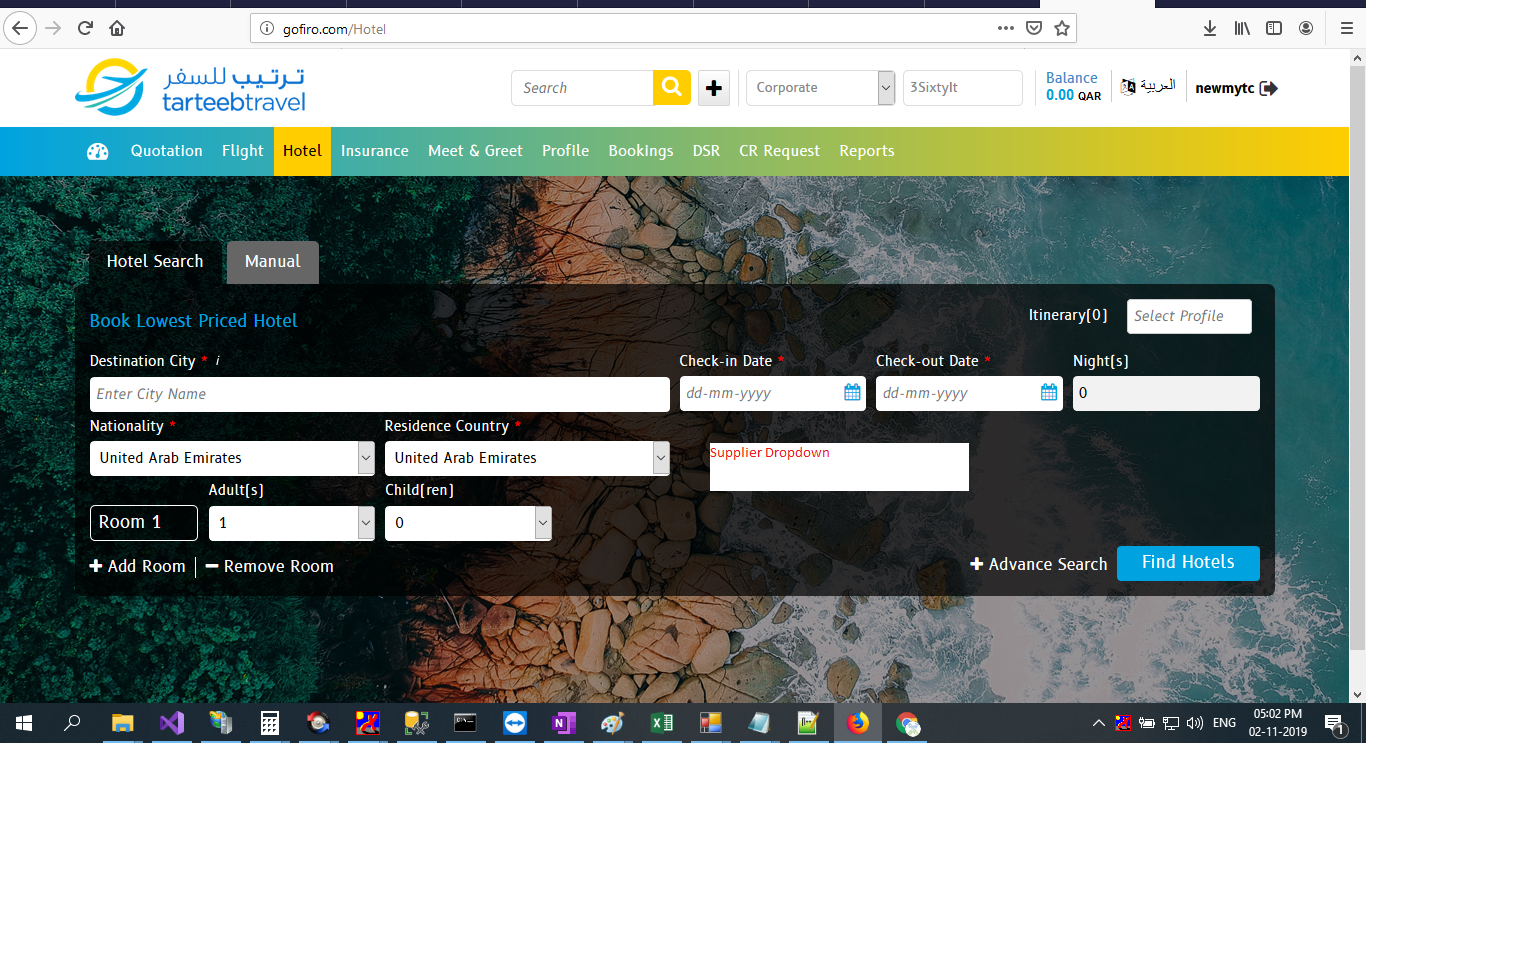 gofiro.com/Hotel
ترتيب للسفر
tarteebtravel
Search
Corporate
3SixtyIt
Balance
0.00 QAR
العربية
newmytc
Quotation Flight Hotel Insurance Meet & Greet Profile Bookings DSR CR Request Reports
Hotel Search Manual
Book Lowest Priced Hotel
Itinerary(0)
Select Profile
Destination City * i
Check-in Date *
Check-out Date *
Night(s)
Enter City Name
dd-mm-yyyy
dd-mm-yyyy
0
Nationality *
Residence Country *
United Arab Emirates
United Arab Emirates
Supplier Dropdown
Adult(s)
Child(ren)
Room 1
1
0
Add Room
Remove Room
Advance Search
Find Hotels
ENG
05:02 PM
02-11-2019
1